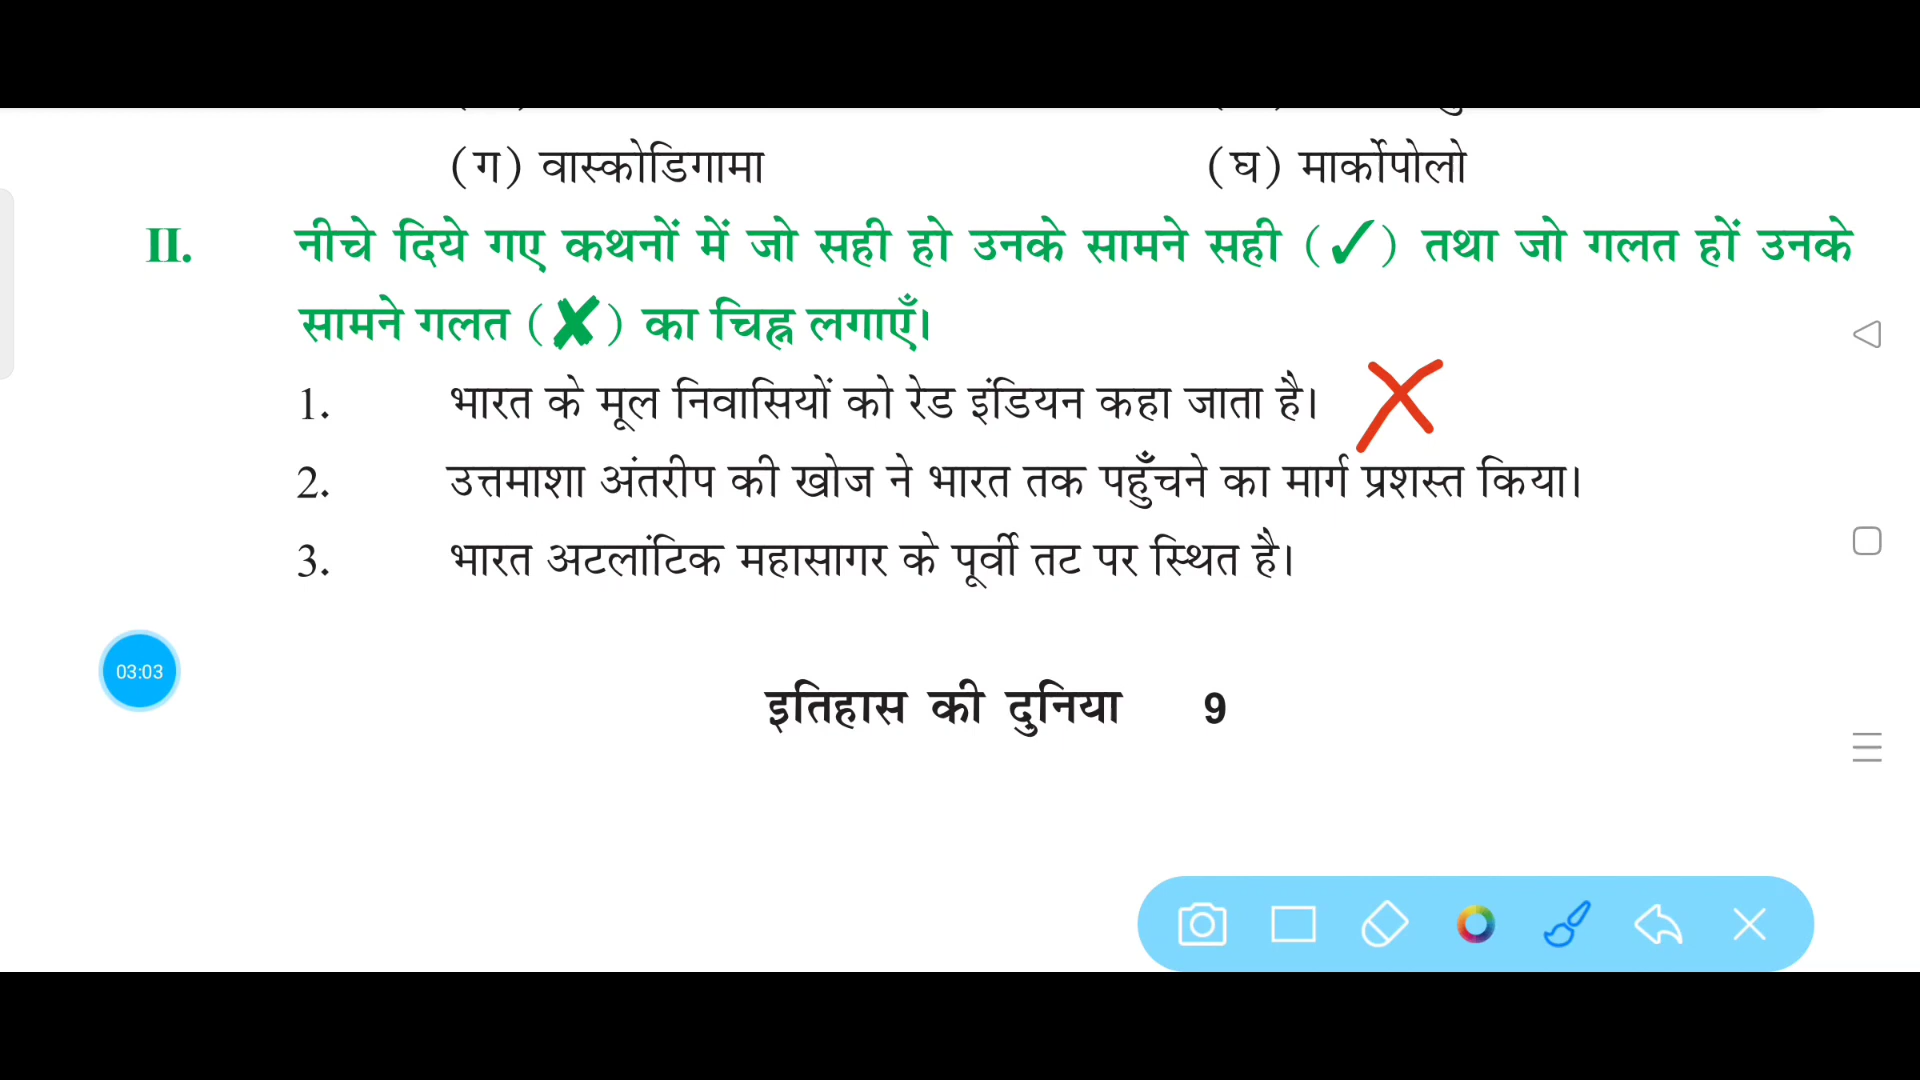 (ग) वास्कोडिगामा (घ) मार्कोपोलो
II. नीचे दिये गए कथनों में जो सही हो उनके सामने सही (✓) तथा जो गलत हों उनके
सामने गलत (✘) का चिह्न लगाएँ।
1. भारत के मूल निवासियों को रेड इंडियन कहा जाता है।
2. उत्तमाशा अंतरीप की खोज ने भारत तक पहुँचने का मार्ग प्रशस्त किया।
3. भारत अटलांटिक महासागर के पूर्वी तट पर स्थित है।
03:03
इतिहास की दुनिया 9